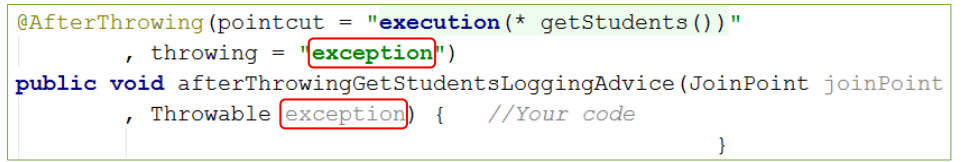 @AfterThrowing(pointcut = "execution(* getStudents())"
, throwing = "exception")
public void afterThrowingGetStudentsLoggingAdvice(JoinPoint joinPoint
, Throwable exception) { //Your code
}